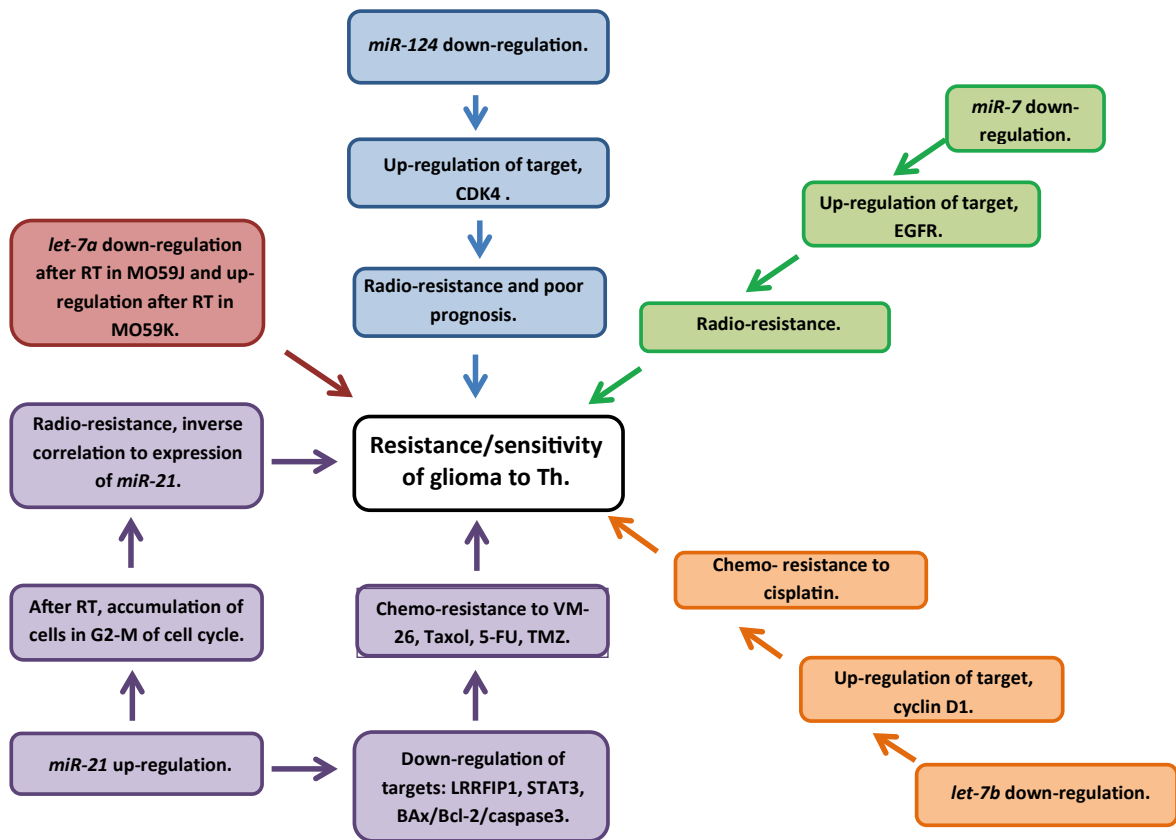 miR-124 down-regulation.
Up-regulation of target,
CDK4 .
Radio-resistance and poor
prognosis.
miR-7 down-
regulation.
Up-regulation of target,
EGFR.
Radio-resistance.
let-7a down-regulation
after RT in MO59J and up-
regulation after RT in
MO59K.
Radio-resistance, inverse
correlation to expression
of miR-21.
Resistance/sensitivity
of glioma to Th.
After RT, accumulation of
cells in G2-M of cell cycle.
Chemo-resistance to VM-
26, Taxol, 5-FU, TMZ.
Chemo- resistance to
cisplatin.
Up-regulation of target,
cyclin D1.
miR-21 up-regulation.
Down-regulation of
targets: LRRFIP1, STAT3,
BAx/Bcl-2/caspase3.
let-7b down-regulation.